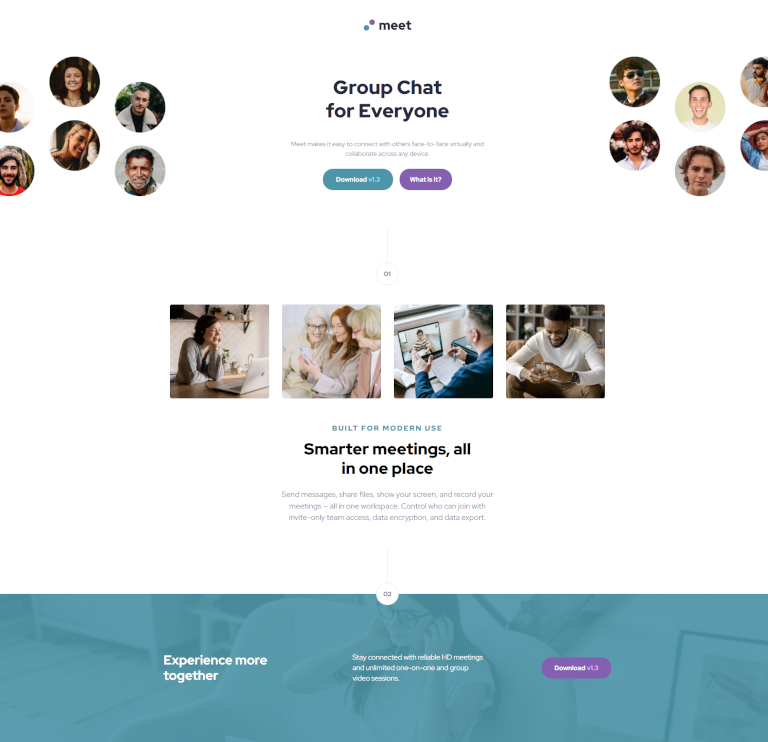 meet
Group Chat
for Everyone
Meet makes it easy to connect with others face-to-face virtually and
collaborate across any device.
Download v1.3
What is it?
01
BUILT FOR MODERN USE
Smarter meetings, all
in one place
Send messages, share files, show your screen, and record your
meetings — all in one workspace. Control who can join with
invite-only team access, data encryption, and data export.
02
Experience more
together
Stay connected with reliable HD meetings
and unlimited one-on-one and group
video sessions.
Download v1.3